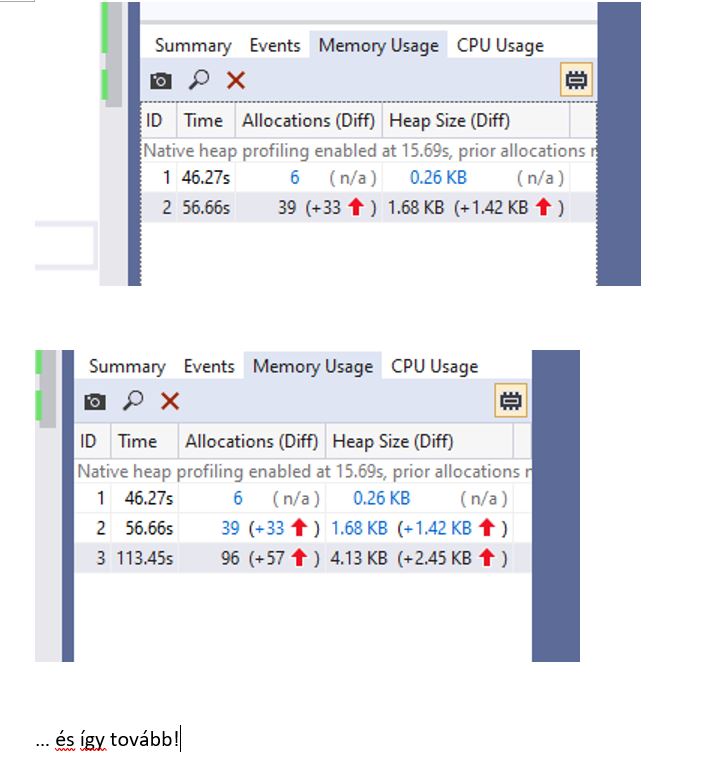 Summary Events Memory Usage CPU Usage
ID Time Allocations (Diff) Heap Size (Diff)
Native heap profiling enabled at 15.69s, prior allocations
1 46.27s 6 (n/a) 0.26 KB (n/a)
2 56.66s 39 (+33 ) 1.68 KB (+1.42 KB )
Summary Events Memory Usage CPU Usage
ID Time Allocations (Diff) Heap Size (Diff)
Native heap profiling enabled at 15.69s, prior allocations
1 46.27s 6 (n/a) 0.26 KB (n/a)
2 56.66s 39 (+33 ) 1.68 KB (+1.42 KB )
3 113.45s 96 (+57 ) 4.13 KB (+2.45 KB )
... és így tovább!